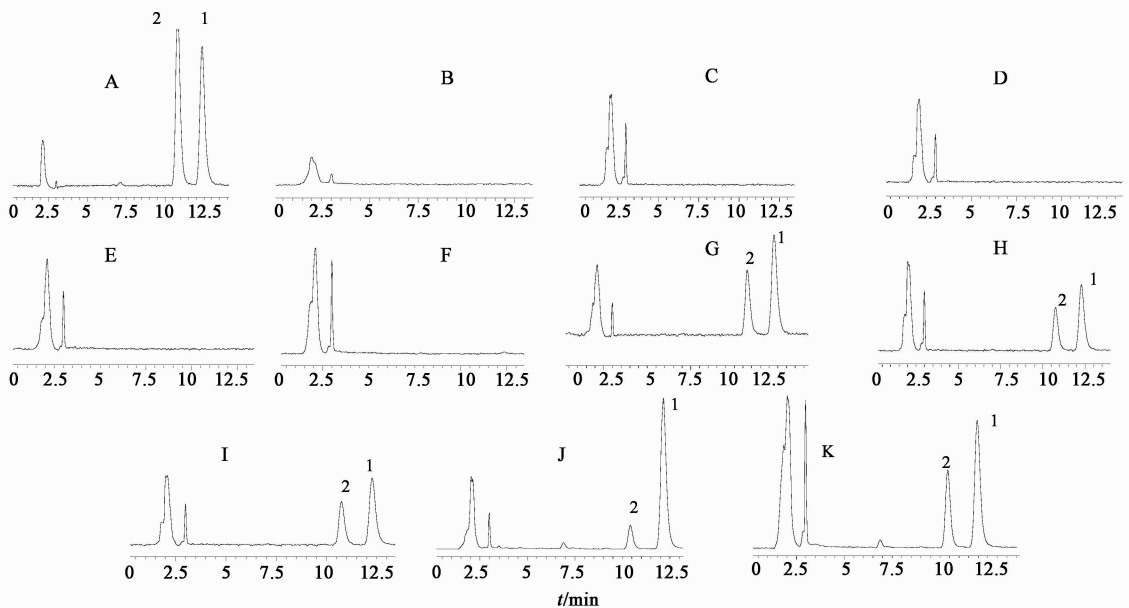 2 1
A B C D
0 2.5 7.5 10 12.5 0 2.5 5 7.5 10 12.5 0 2.5 5 7.5 10 12.5 0 2.5 5 7.5 10 12.5
E F G 2 1 H 2 1
0 2.5 5 7.5 10 12.5 0 2.5 5 7.5 10 12.5 0 2.5 5 7.5 10 12.5 0 2.5 5 7.5 10 12.5
I 2 1 J 2 1 K 2 1
0 2.5 5 7.5 10 12.5 0 2.5 5 7.5 10 12.5 0 2.5 5 7.5 10 12.5
t/min